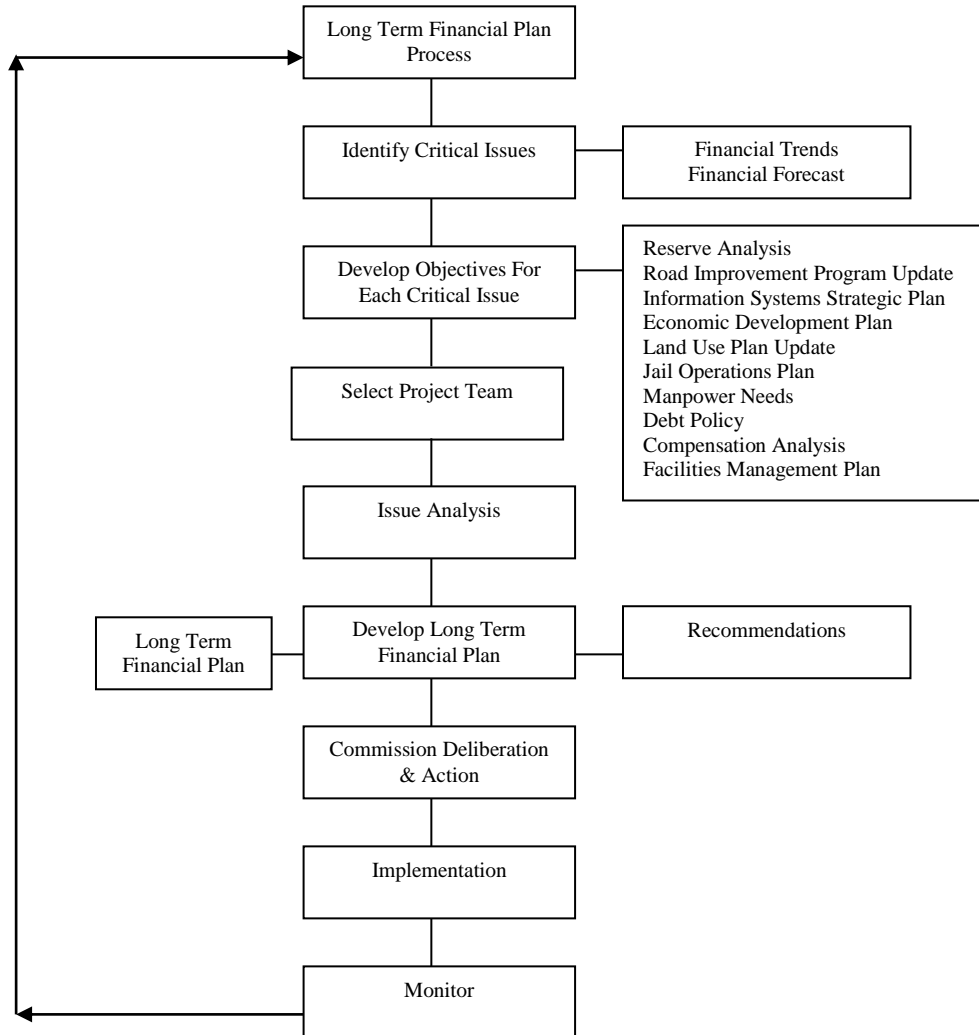 Long Term Financial Plan
Process
Identify Critical Issues
Financial Trends
Financial Forecast
Develop Objectives For
Each Critical Issue
Reserve Analysis
Road Improvement Program Update
Information Systems Strategic Plan
Economic Development Plan
Land Use Plan Update
Jail Operations Plan
Manpower Needs
Debt Policy
Compensation Analysis
Facilities Management Plan
Select Project Team
Issue Analysis
Long Term
Financial Plan
Develop Long Term
Financial Plan
Recommendations
Commission Deliberation
& Action
Implementation
Monitor